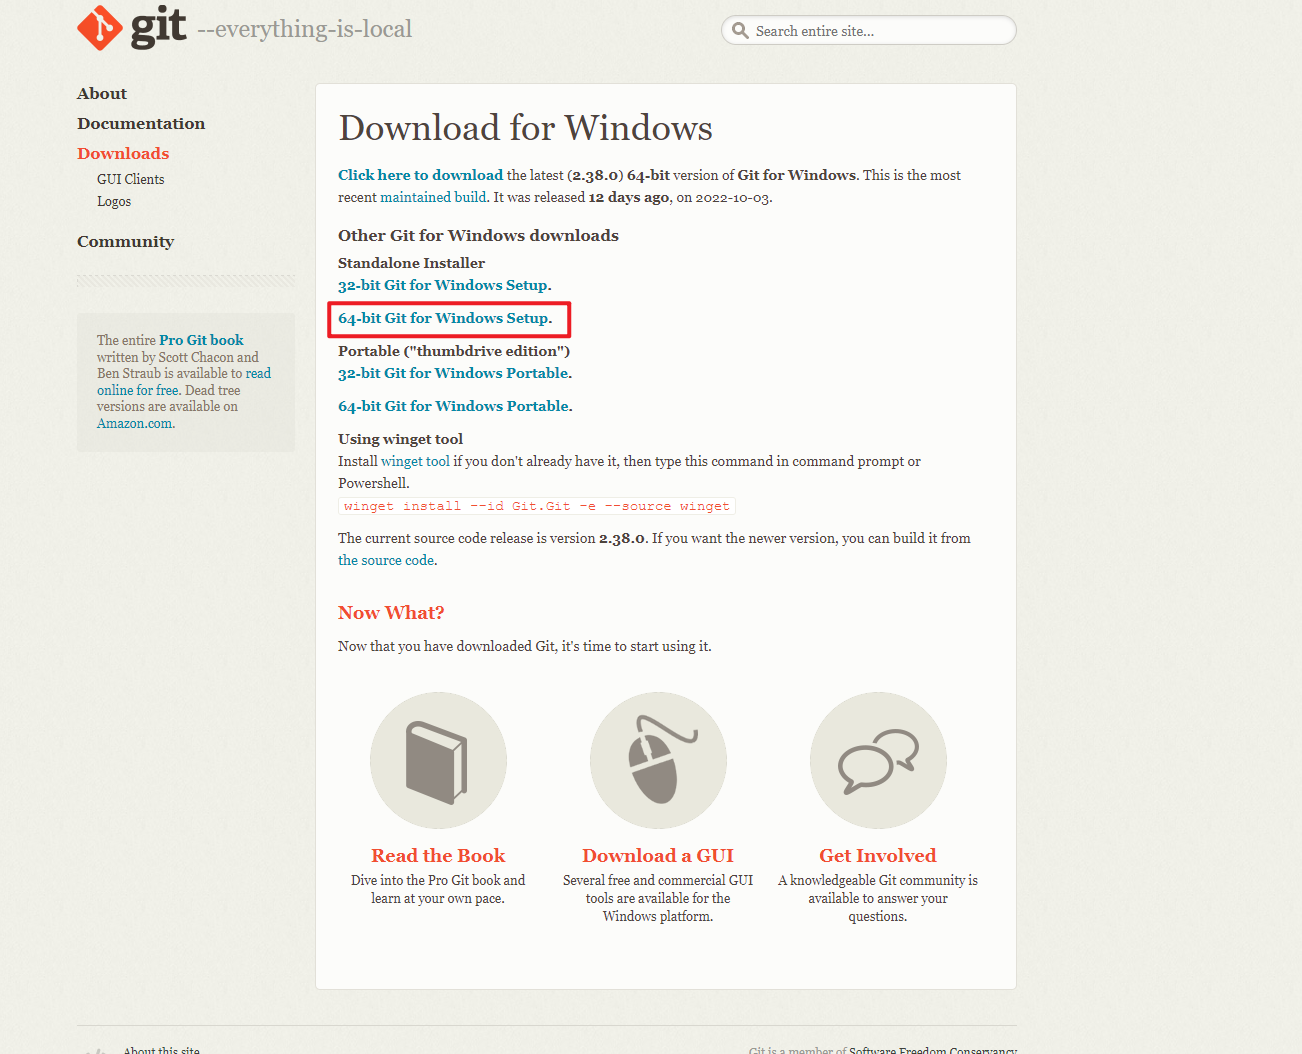 git --everything-is-local
Search entire site...
About
Documentation
Downloads
GUI Clients
Logos
Community
The entire Pro Git book
written by Scott Chacon and
Ben Straub is available to read
online for free. Dead tree
versions are available on
Amazon.com.
Download for Windows
Click here to download the latest (2.38.0) 64-bit version of Git for Windows. This is the most
recent maintained build. It was released 12 days ago, on 2022-10-03.
Other Git for Windows downloads
Standalone Installer
32-bit Git for Windows Setup.
64-bit Git for Windows Setup.
Portable ("thumbdrive edition")
32-bit Git for Windows Portable.
64-bit Git for Windows Portable.
Using winget tool
Install winget tool if you don't already have it, then type this command in command prompt or
Powershell.
winget install --id Git.Git -e --source winget
The current source code release is version 2.38.0. If you want the newer version, you can build it from
the source code.
Now What?
Now that you have downloaded Git, it's time to start using it.
Read the Book
Dive into the Pro Git book and
learn at your own pace.
Download a GUI
Several free and commercial GUI
tools are available for the
Windows platform.
Get Involved
A knowledgeable Git community is
available to answer your
questions.
About this site
Git is a member of Software Freedom Conservancy